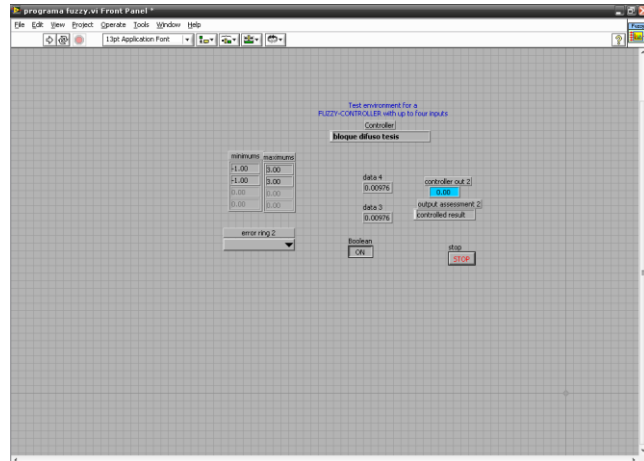 programa fuzzy.vi Front Panel *
File Edit View Project Operate Tools Window Help
13pt Application Font
?
Test environment for a
FUZZY-CONTROLLER with up to four inputs
Controller
bloque difuso tesis
minimums maximums
-1.00 3.00
-1.00 3.00
0.00 0.00
0.00 0.00
data 4
0.00976
controller out 2
0.00
data 3
0.00976
output assessment 2
controlled result
error ring 2
Boolean
ON
stop
STOP